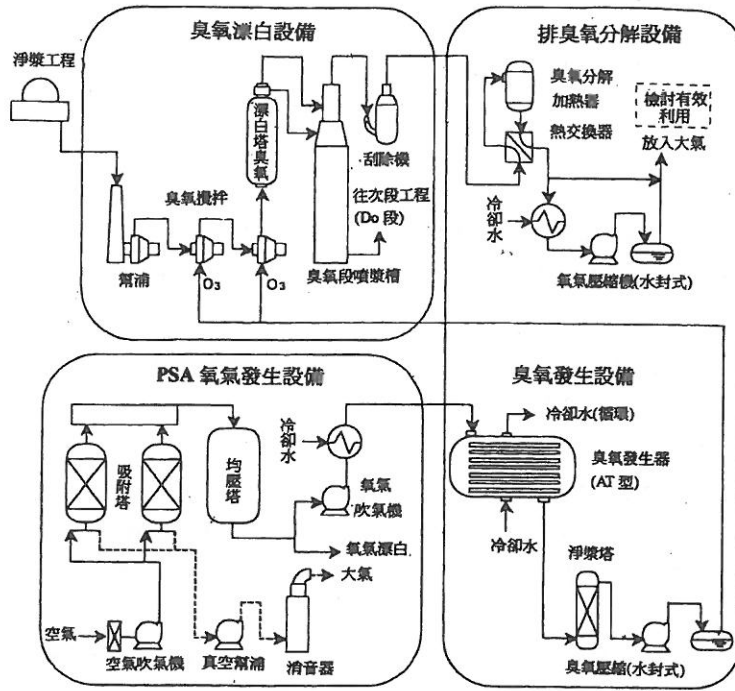 臭氧漂白設備
淨漿工程
漂白塔臭氧
刮除機
臭氧攪拌
往次段工程
(Do 段)
幫浦
O₃
O₃
臭氧段噴漿槽
排臭氧分解設備
臭氧分解
加熱器
熱交換器
檢討有效
利用
放入大氣
冷卻水
氧氣壓縮機(水封式)
PSA 氧氣發生設備
吸附塔
均壓塔
冷卻水
氧氣
吹氣機
氧氣漂白
大氣
空氣
空氣吹氣機
真空幫浦
消音器
臭氧發生設備
冷卻水(循環)
臭氧發生器
(AT 型)
冷卻水
淨漿塔
臭氧壓縮(水封式)